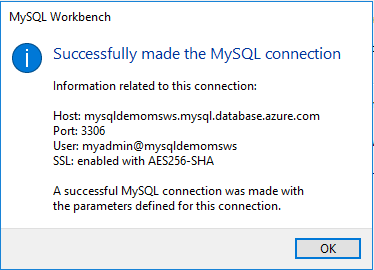 MySQL Workbench
Successfully made the MySQL connection
Information related to this connection:
Host: mysqldemomsws.mysql.database.azure.com
Port: 3306
User: myadmin@mysqldemomsws
SSL: enabled with AES256-SHA
A successful MySQL connection was made with
the parameters defined for this connection.
OK